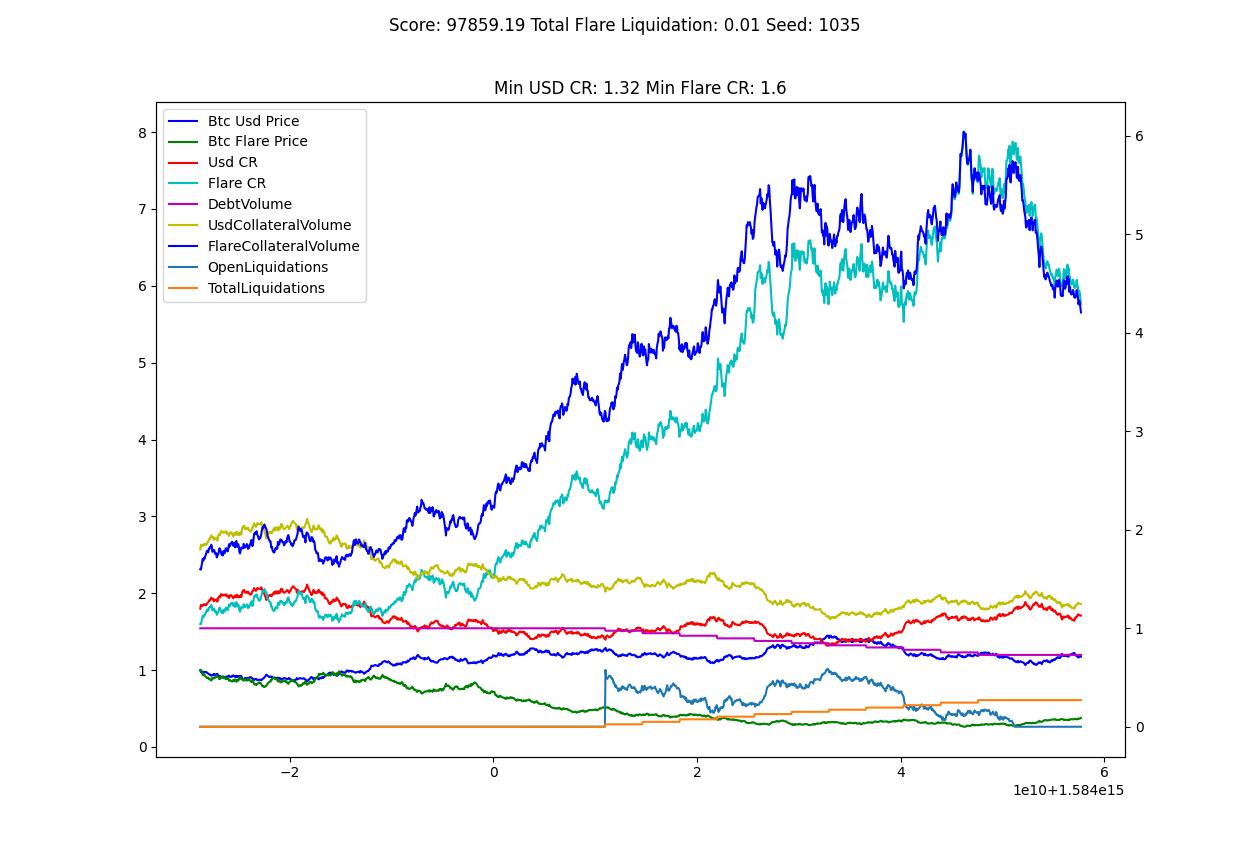 Score: 97859.19 Total Flare Liquidation: 0.01 Seed: 1035
Min USD CR: 1.32 Min Flare CR: 1.6
Btc Usd Price
Btc Flare Price
Usd CR
Flare CR
DebtVolume
UsdCollateralVolume
FlareCollateralVolume
OpenLiquidations
TotalLiquidations
8
7
6
5
4
3
2
1
0
6
5
4
3
2
1
0
−2
0
2
4
6
1e10+1.584e15